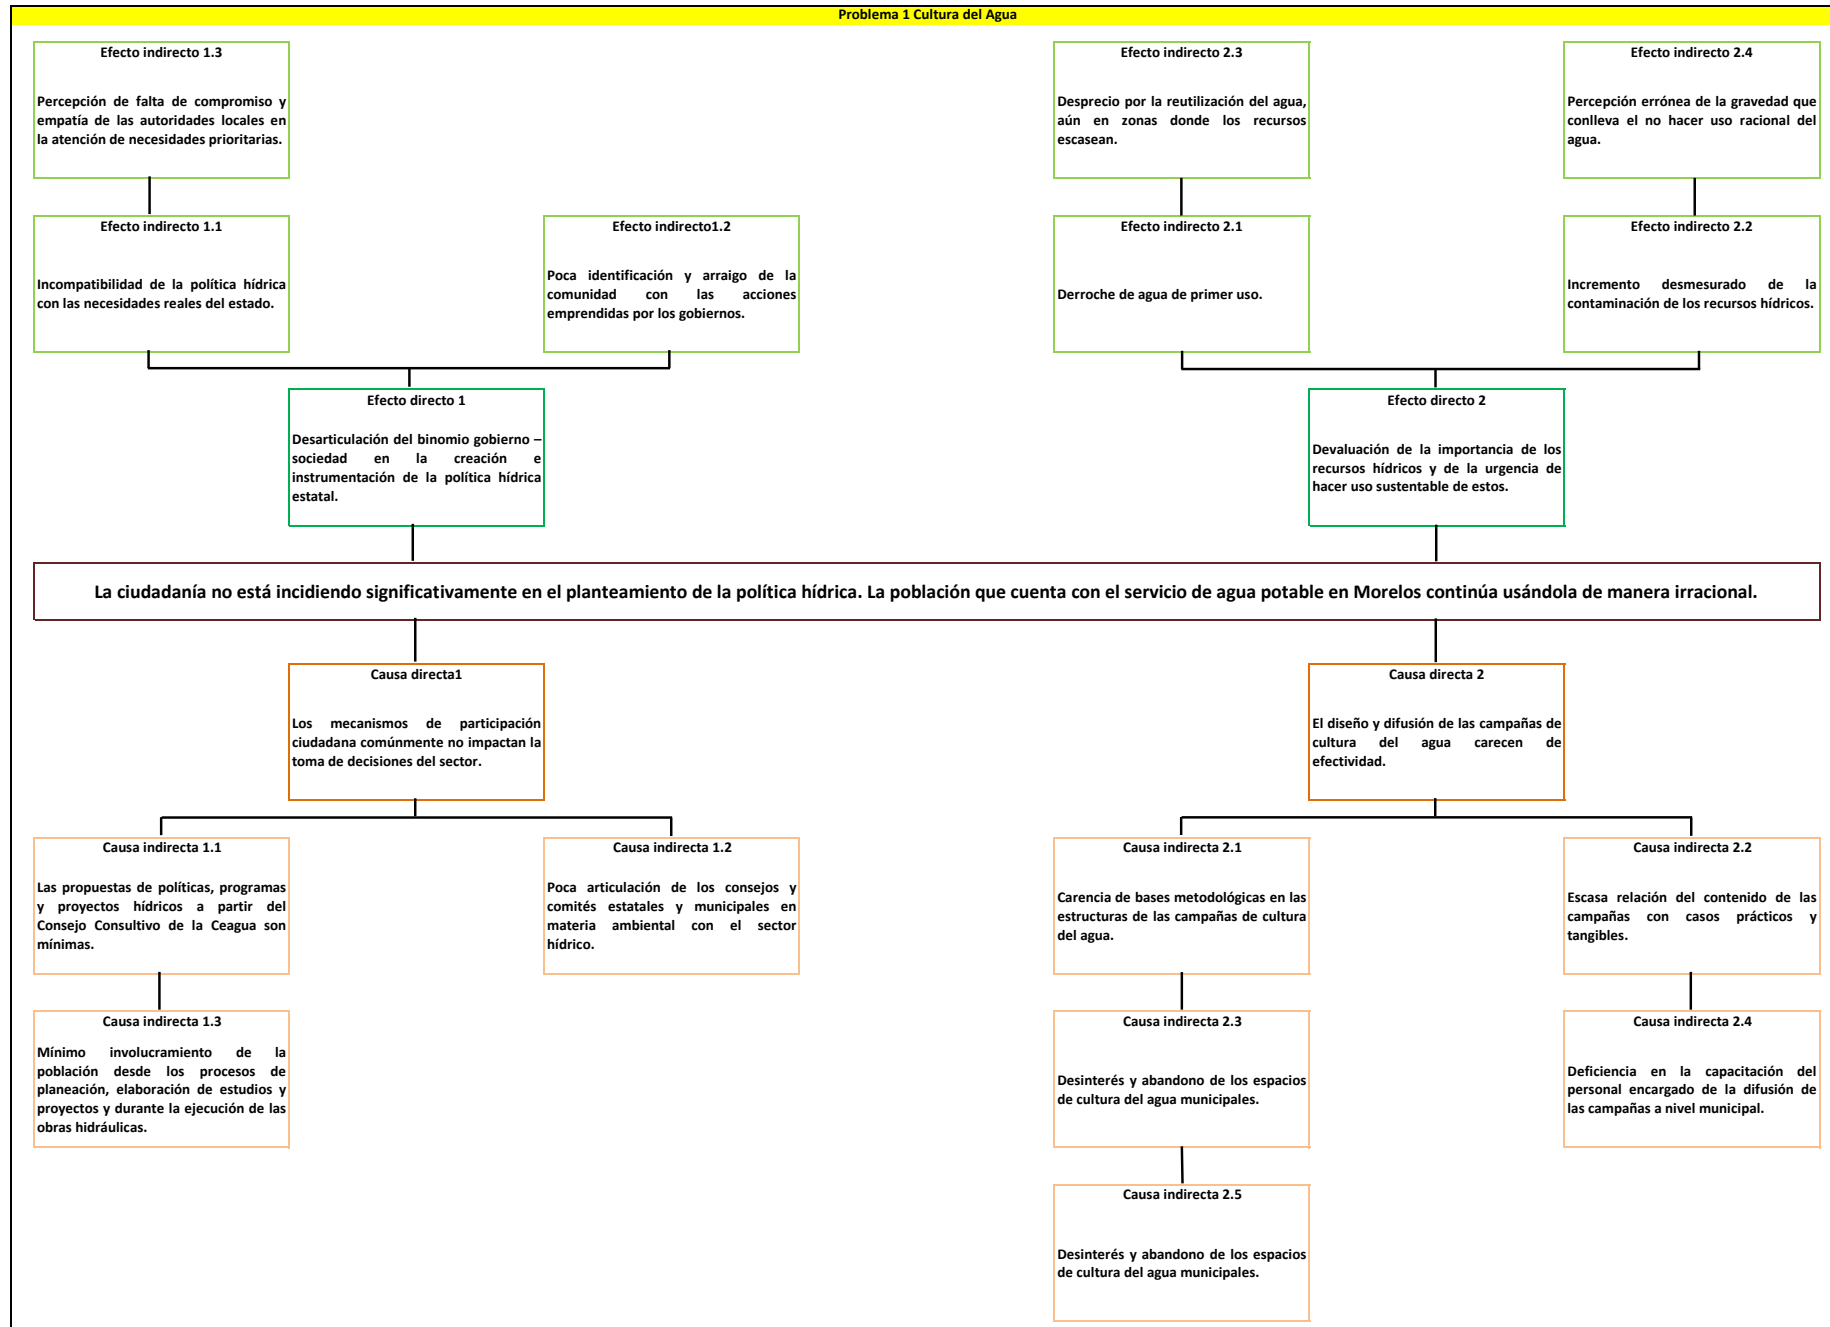 Problema 1 Cultura del Agua
Efecto indirecto 1.3
Percepción de falta de compromiso y
empatía de las autoridades locales en
la atención de necesidades prioritarias.
Efecto indirecto 2.3
Desprecio por la reutilización del agua,
aún en zonas donde los recursos
escasean.
Efecto indirecto 2.4
Percepción errónea de la gravedad que
conlleva el no hacer uso racional del
agua.
Efecto indirecto 1.1
Incompatibilidad de la política hídrica
con las necesidades reales del estado.
Efecto indirecto1.2
Poca identificación y arraigo de la
comunidad con las acciones
emprendidas por los gobiernos.
Efecto indirecto 2.1
Derroche de agua de primer uso.
Efecto indirecto 2.2
Incremento desmesurado de la
contaminación de los recursos hídricos.
Efecto directo 1
Desarticulación del binomio gobierno –
sociedad en la creación e
instrumentación de la política hídrica
estatal.
Efecto directo 2
Devaluación de la importancia de los
recursos hídricos y de la urgencia de
hacer uso sustentable de estos.
La ciudadanía no está incidiendo significativamente en el planteamiento de la política hídrica. La población que cuenta con el servicio de agua potable en Morelos continúa usándola de manera irracional.
Causa directa1
Los mecanismos de participación
ciudadana comúnmente no impactan la
toma de decisiones del sector.
Causa directa 2
El diseño y difusión de las campañas de
cultura del agua carecen de
efectividad.
Causa indirecta 1.1
Las propuestas de políticas, programas
y proyectos hídricos a partir del
Consejo Consultivo de la Ceagua son
mínimas.
Causa indirecta 1.2
Poca articulación de los consejos y
comités estatales y municipales en
materia ambiental con el sector
hídrico.
Causa indirecta 2.1
Carencia de bases metodológicas en las
estructuras de las campañas de cultura
del agua.
Causa indirecta 2.2
Escasa relación del contenido de las
campañas con casos prácticos y
tangibles.
Causa indirecta 1.3
Mínimo involucramiento de la
población desde los procesos de
planeación, elaboración de estudios y
proyectos y durante la ejecución de las
obras hidráulicas.
Causa indirecta 2.3
Desinterés y abandono de los espacios
de cultura del agua municipales.
Causa indirecta 2.4
Deficiencia en la capacitación del
personal encargado de la difusión de
las campañas a nivel municipal.
Causa indirecta 2.5
Desinterés y abandono de los espacios
de cultura del agua municipales.